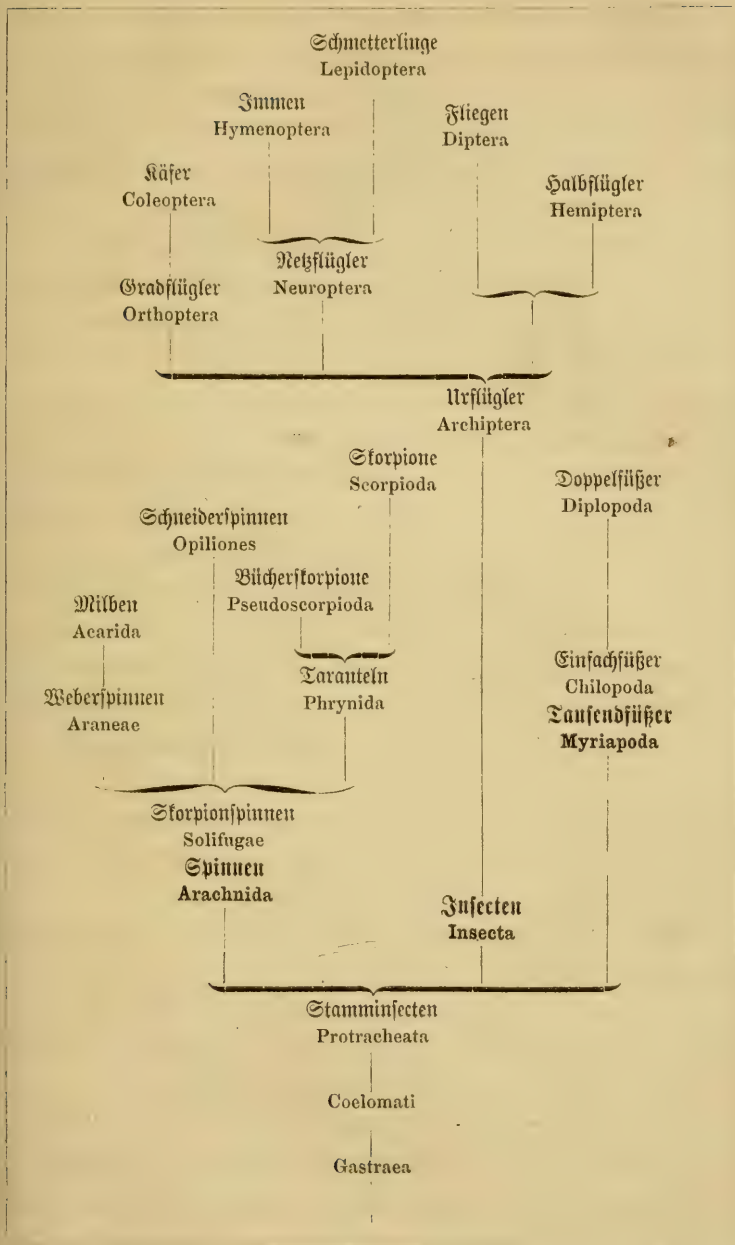 Schmetterlinge
Lepidoptera
Immen
Hymenoptera
Fliegen
Diptera
Käfer
Coleoptera
Halbflügler
Hemiptera
Netzflügler
Neuroptera
Gradflügler
Orthoptera
Urflügler
Archiptera
Skorpione
Scorpioda
Doppelfüßer
Diplopoda
Schneiderspinnen
Opiliones
Bücherskorpione
Pseudoscorpioda
Milben
Acarida
Einfachfüßer
Chilopoda
Taranteln
Phrynida
Weberspinnen
Araneae
Tausendfüßer
Myriapoda
Skorpionspinnen
Solifugae
Spinnen
Arachnida
Insecten
Insecta
Stamminsecten
Protracheata
Coelomati
Gastraea